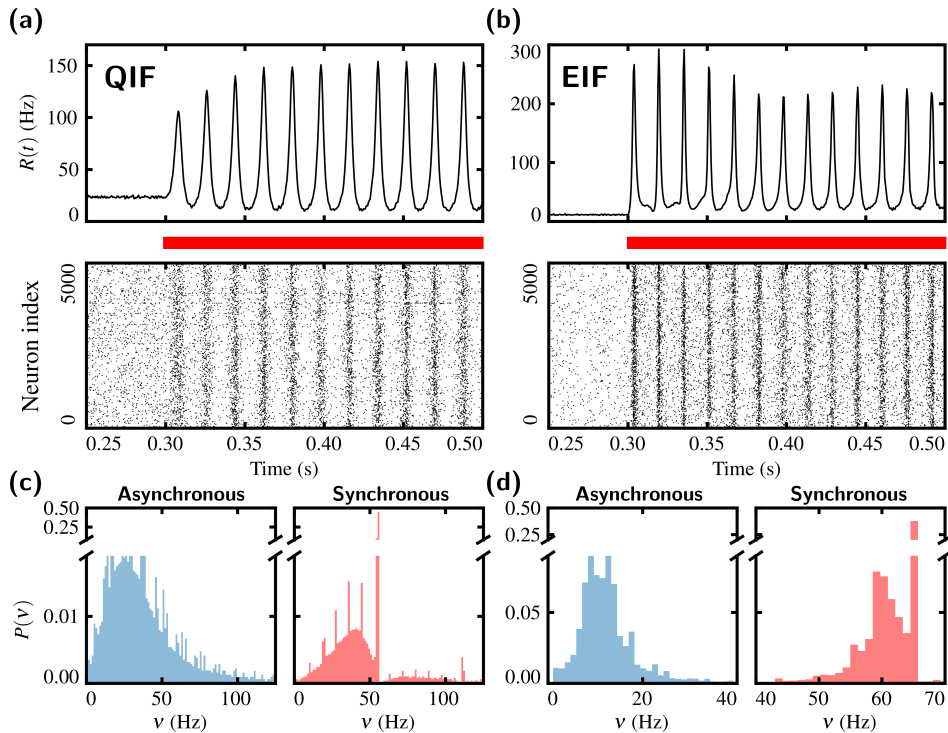 (a)
(b)
QIF
EIF
R(t) (Hz)
150
100
50
0
300
200
100
0
Neuron index
5000
0
5000
0
0.25 0.30 0.35 0.40 0.45 0.50
0.25 0.30 0.35 0.40 0.45 0.50
Time (s)
Time (s)
(c)
(d)
Asynchronous
Synchronous
Asynchronous
Synchronous
P(ν)
0.50
0.25
0.01
0.00
0.50
0.25
0.05
0.00
0 50 100
0 50 100
0 20 40
40 50 60 70
ν (Hz)
ν (Hz)
ν (Hz)
ν (Hz)